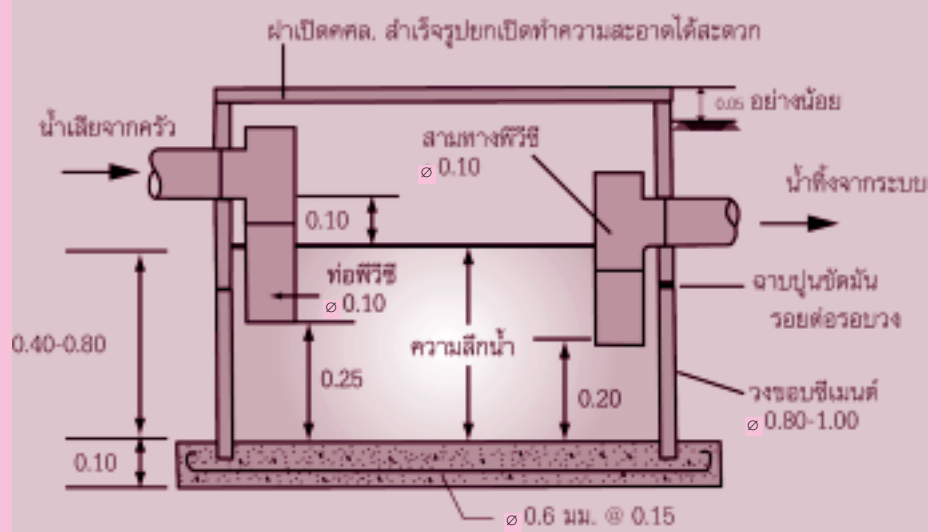 ฝาเปิดคสล. สำเร็จรูปยกเปิดทำความสะอาดได้สะดวก
0.05 อย่างน้อย
น้ำเสียจากครัว
สามทางพีวีซี
⌀ 0.10
น้ำทิ้งจากระบบ
0.10
ท่อพีวีซี
⌀ 0.10
ฉาบปูนขัดมัน
รอยต่อรอบวง
0.40-0.80
ความลึกน้ำ
0.25
0.20
วงขอบซีเมนต์
⌀ 0.80-1.00
0.10
⌀ 0.6 มม. @ 0.15